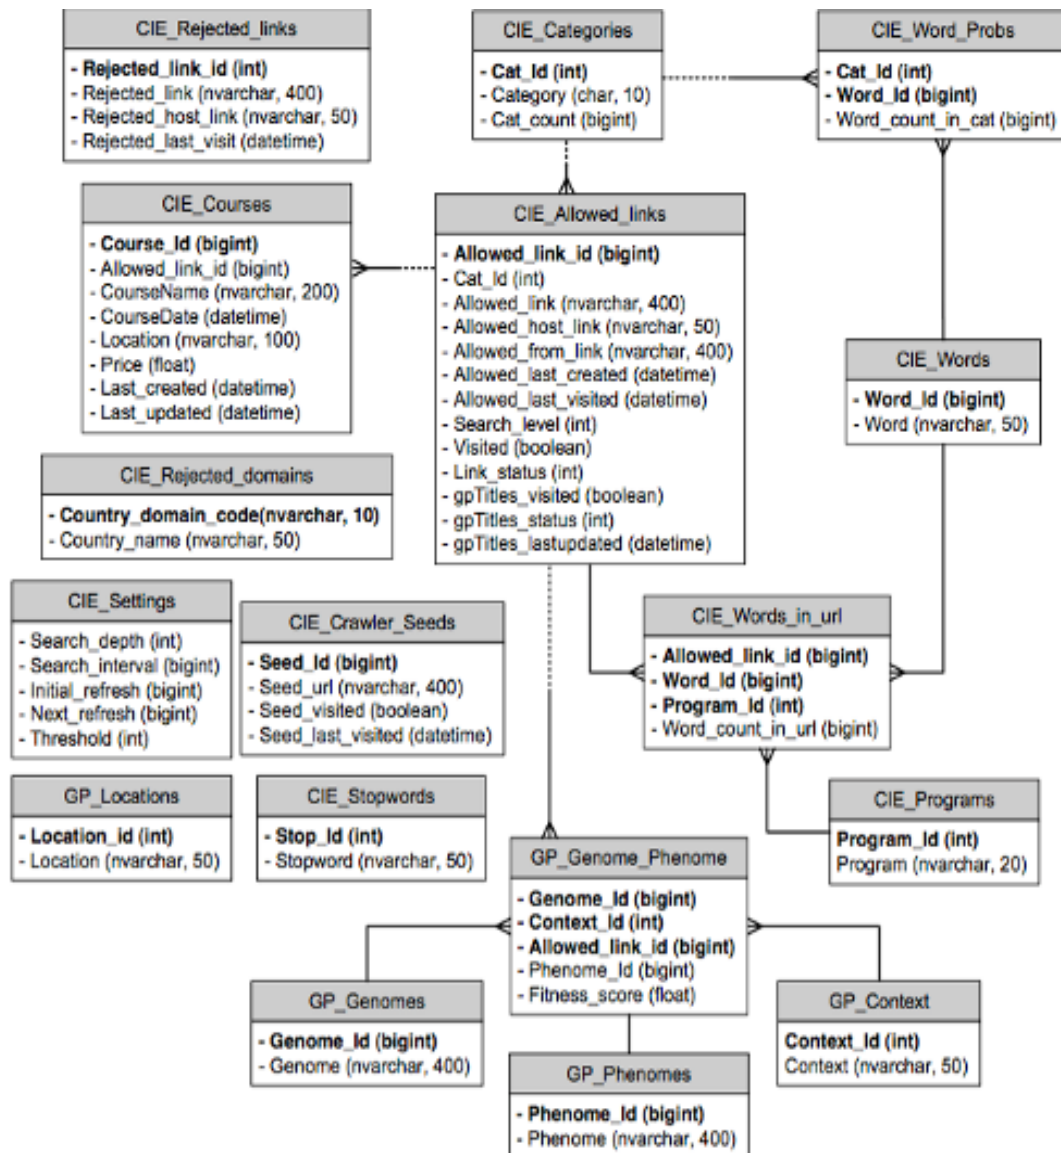 CIE_Rejected_links
- Rejected_link_id (int)
- Rejected_link (nvarchar, 400)
- Rejected_host_link (nvarchar, 50)
- Rejected_last_visit (datetime)
CIE_Categories
- Cat_Id (int)
- Category (char, 10)
- Cat_count (bigint)
CIE_Word_Probs
- Cat_Id (int)
- Word_Id (bigint)
- Word_count_in_cat (bigint)
CIE_Courses
- Course_Id (bigint)
- Allowed_link_id (bigint)
- CourseName (nvarchar, 200)
- CourseDate (datetime)
- Location (nvarchar, 100)
- Price (float)
- Last_created (datetime)
- Last_updated (datetime)
CIE_Allowed_links
- Allowed_link_id (bigint)
- Cat_Id (int)
- Allowed_link (nvarchar, 400)
- Allowed_host_link (nvarchar, 50)
- Allowed_from_link (nvarchar, 400)
- Allowed_last_created (datetime)
- Allowed_last_visited (datetime)
- Search_level (int)
- Visited (boolean)
- Link_status (int)
- gpTitles_visited (boolean)
- gpTitles_status (int)
- gpTitles_lastupdated (datetime)
CIE_Words
- Word_Id (bigint)
- Word (nvarchar, 50)
CIE_Rejected_domains
- Country_domain_code(nvarchar, 10)
- Country_name (nvarchar, 50)
CIE_Settings
- Search_depth (int)
- Search_interval (bigint)
- Initial_refresh (bigint)
- Next_refresh (bigint)
- Threshold (int)
CIE_Crawler_Seeds
- Seed_Id (bigint)
- Seed_url (nvarchar, 400)
- Seed_visited (boolean)
- Seed_last_visited (datetime)
CIE_Words_in_url
- Allowed_link_id (bigint)
- Word_Id (bigint)
- Program_Id (int)
- Word_count_in_url (bigint)
GP_Locations
- Location_id (int)
- Location (nvarchar, 50)
CIE_Stopwords
- Stop_Id (int)
- Stopword (nvarchar, 50)
CIE_Programs
Program_Id (int)
Program (nvarchar, 20)
GP_Genome_Phenome
- Genome_Id (bigint)
- Context_Id (int)
- Allowed_link_id (bigint)
- Phenome_Id (bigint)
- Fitness_score (float)
GP_Genomes
- Genome_Id (bigint)
- Genome (nvarchar, 400)
GP_Context
Context_Id (int)
Context (nvarchar, 50)
GP_Phenomes
- Phenome_Id (bigint)
- Phenome (nvarchar, 400)